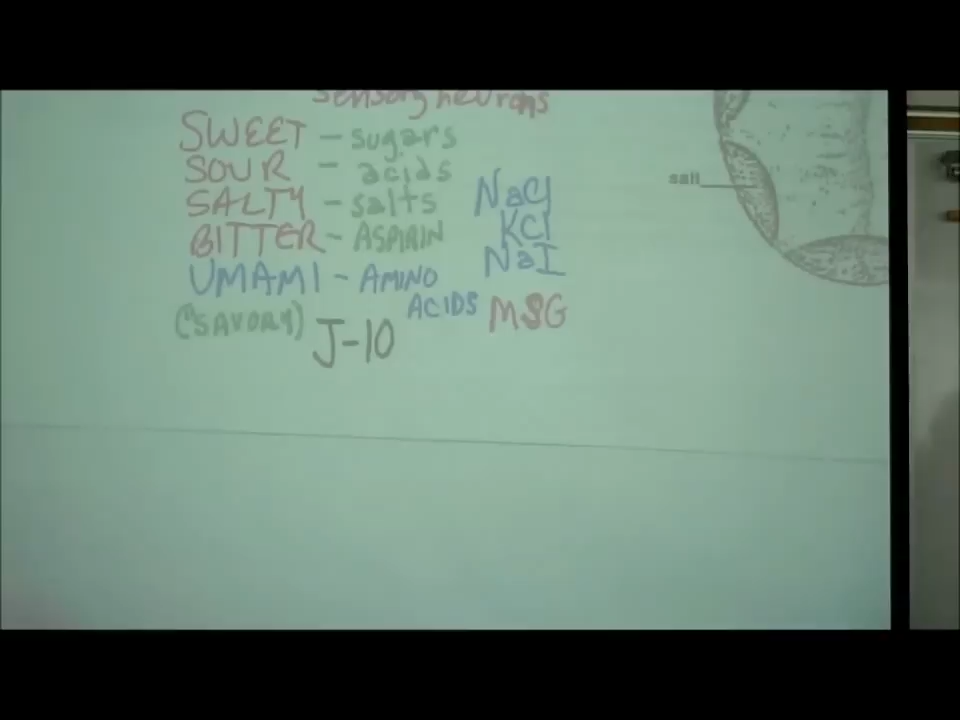 sensory neurons
SWEET - sugars
SOUR - acids
SALTY - salts
NaCl
KCl
BITTER - ASPIRIN
NaI
UMAMI - AMINO
ACIDS MSG
("SAVORY)
J-10
salt